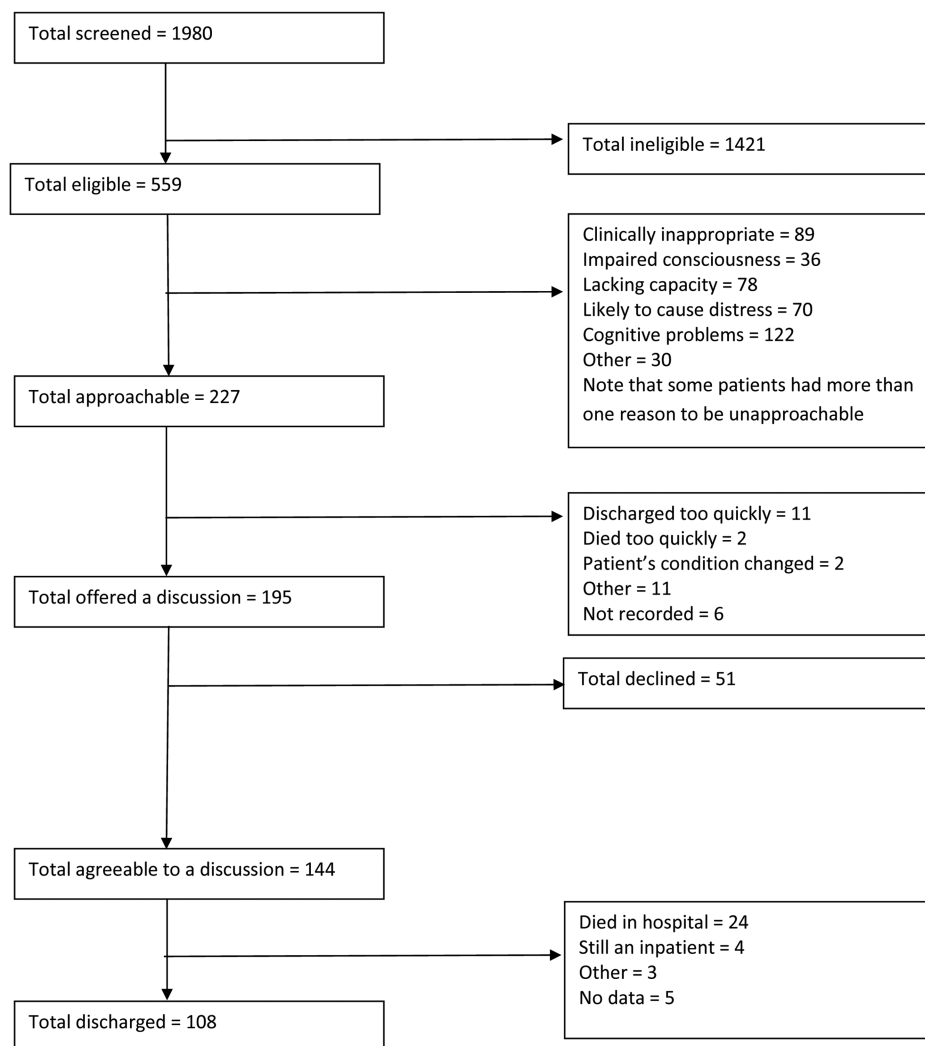 Total screened = 1980
Total ineligible = 1421
Total eligible = 559
Clinically inappropriate = 89
Impaired consciousness = 36
Lacking capacity = 78
Likely to cause distress = 70
Cognitive problems = 122
Other = 30
Note that some patients had more than
one reason to be unapproachable
Total approachable = 227
Discharged too quickly = 11
Died too quickly = 2
Patient’s condition changed = 2
Other = 11
Not recorded = 6
Total offered a discussion = 195
Total declined = 51
Total agreeable to a discussion = 144
Died in hospital = 24
Still an inpatient = 4
Other = 3
No data = 5
Total discharged = 108